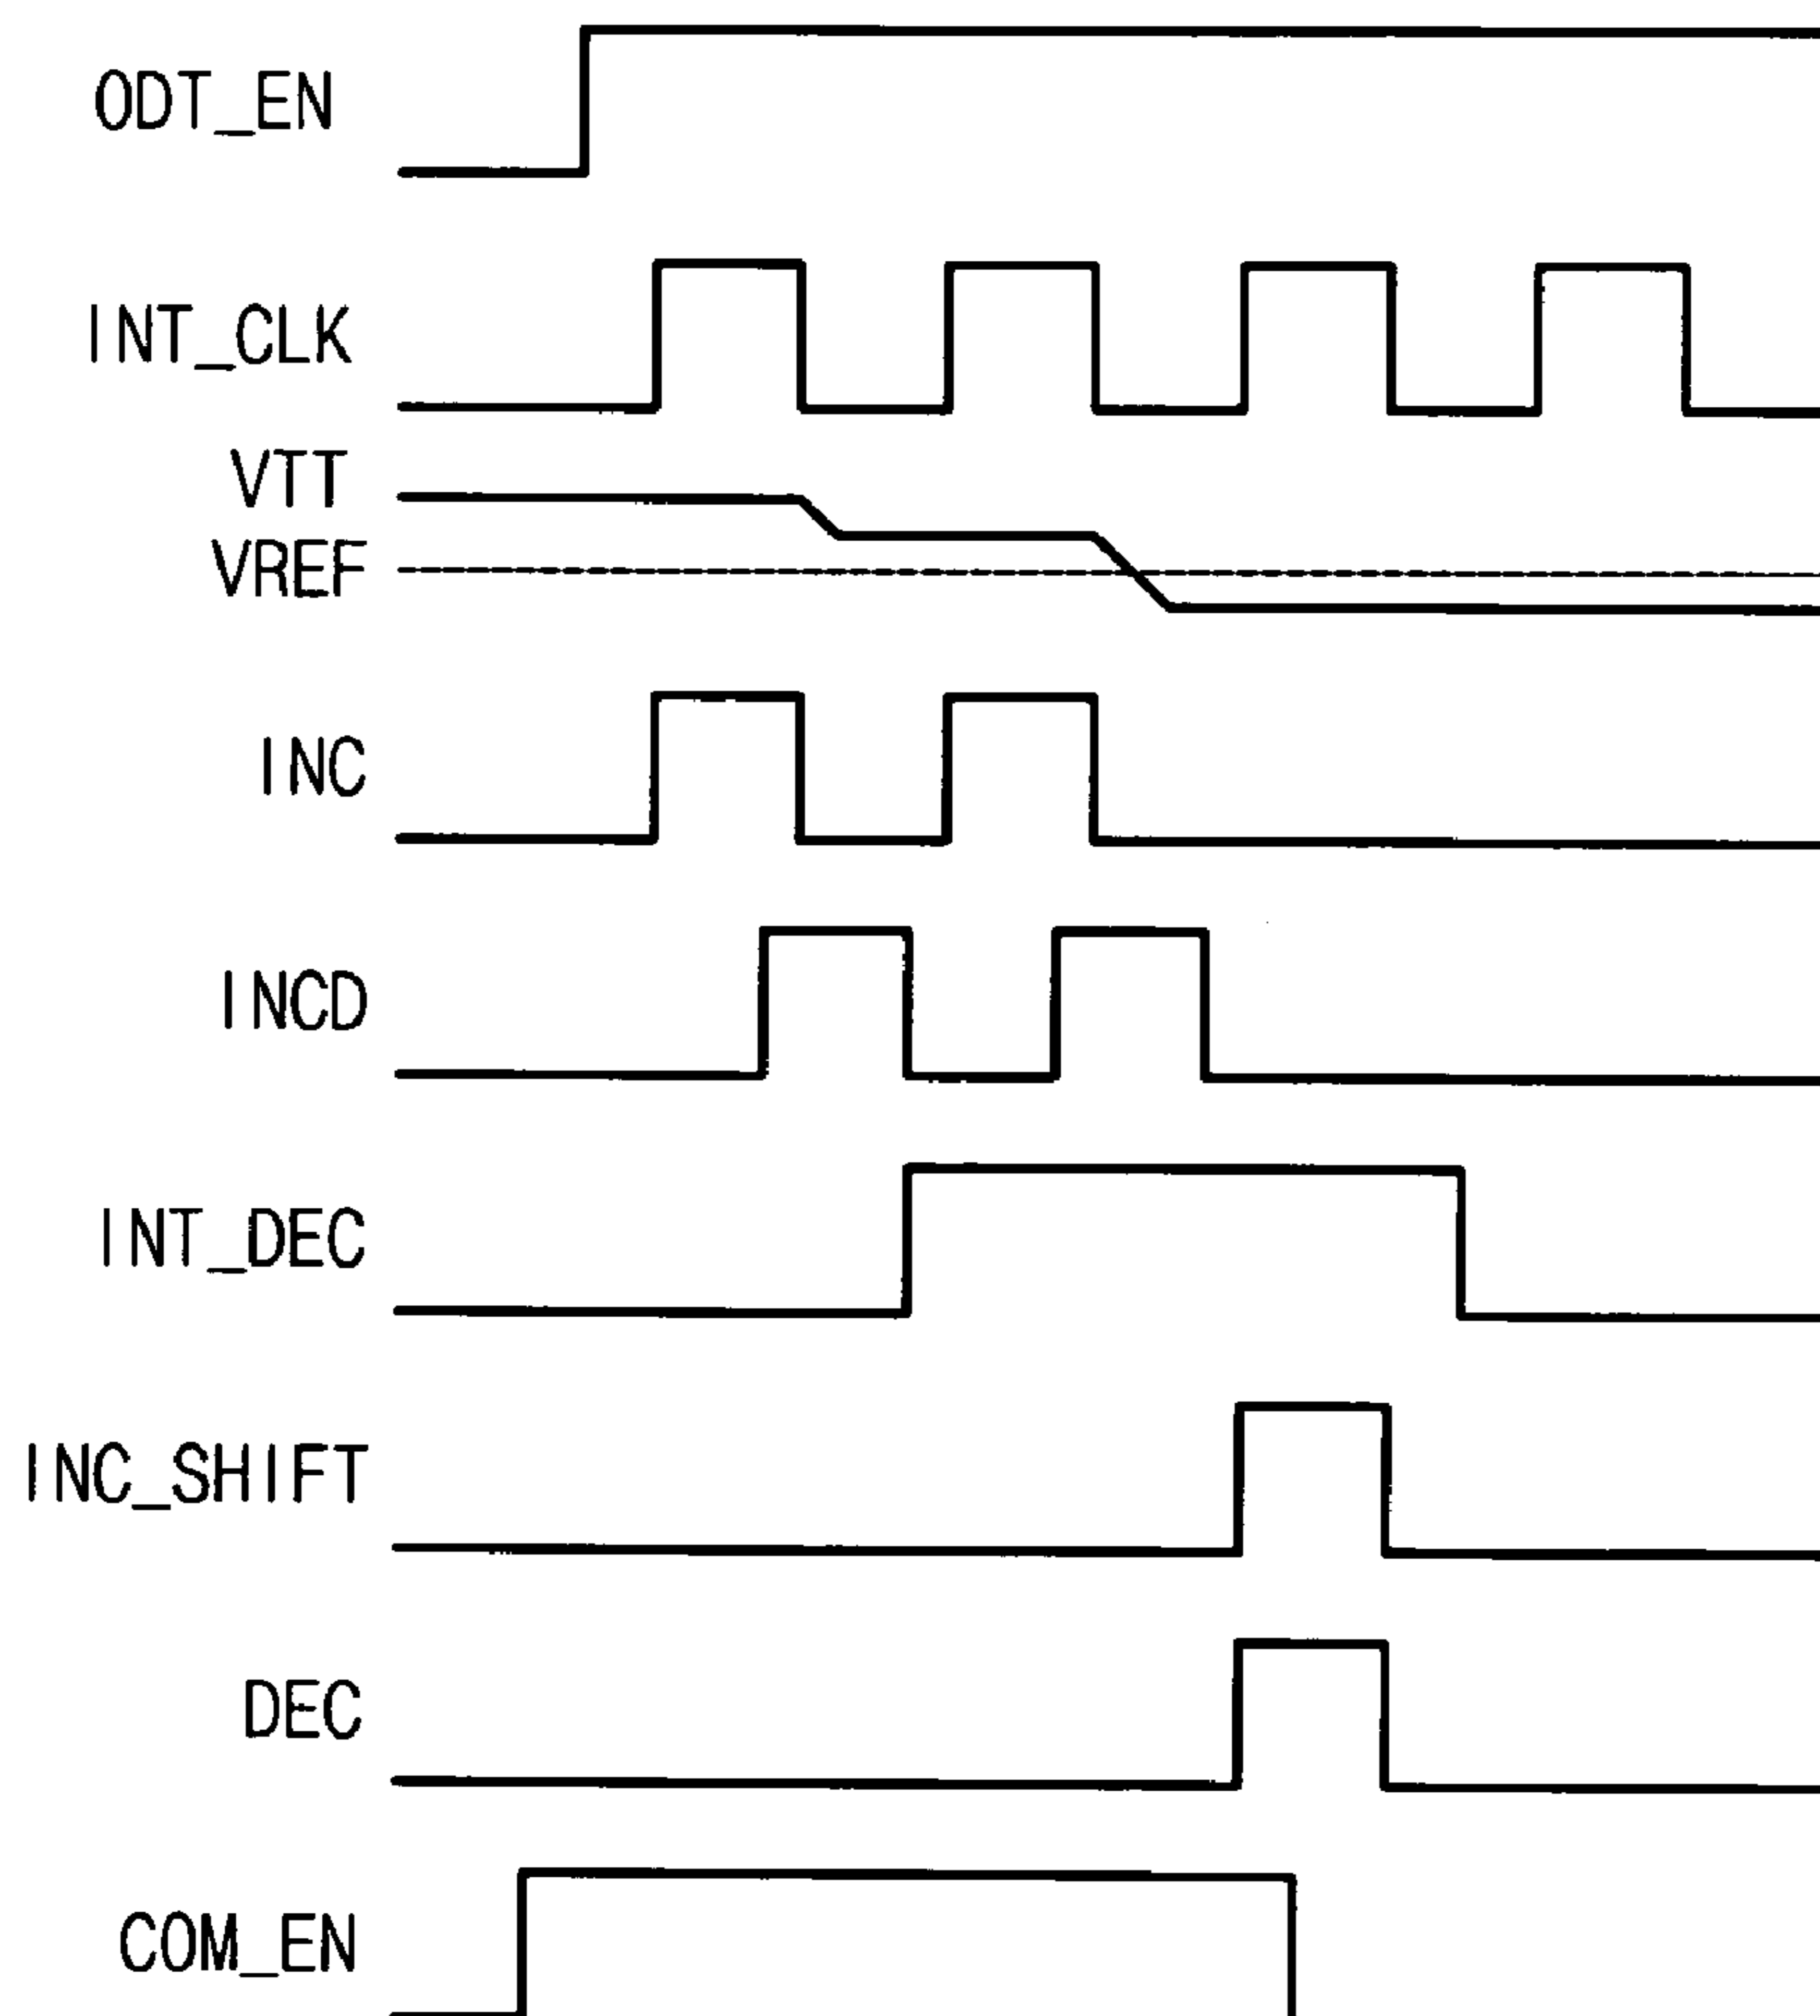 ODT_EN
INT_CLK
VTT
VREF
INC
INCD
INT_DEC
INC_SHIFT
DEC
COM_EN